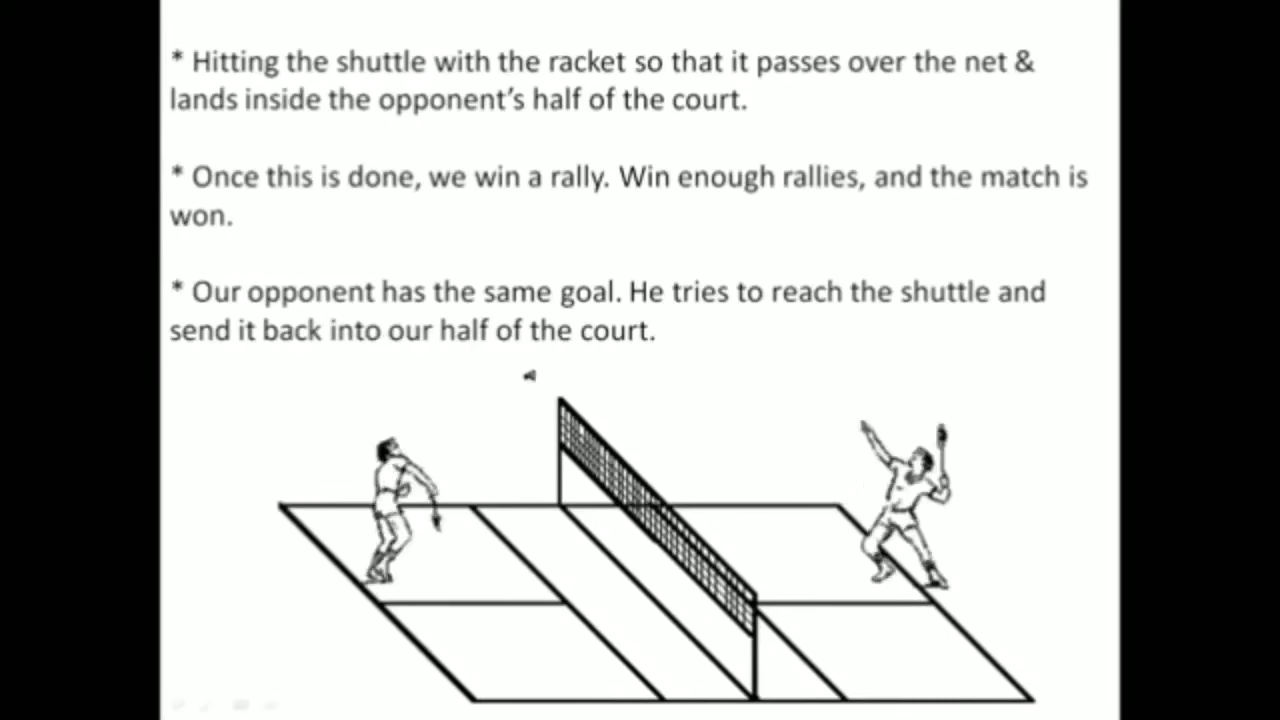 * Hitting the shuttle with the racket so that it passes over the net &
lands inside the opponent’s half of the court.
* Once this is done, we win a rally. Win enough rallies, and the match is
won.
* Our opponent has the same goal. He tries to reach the shuttle and
send it back into our half of the court.